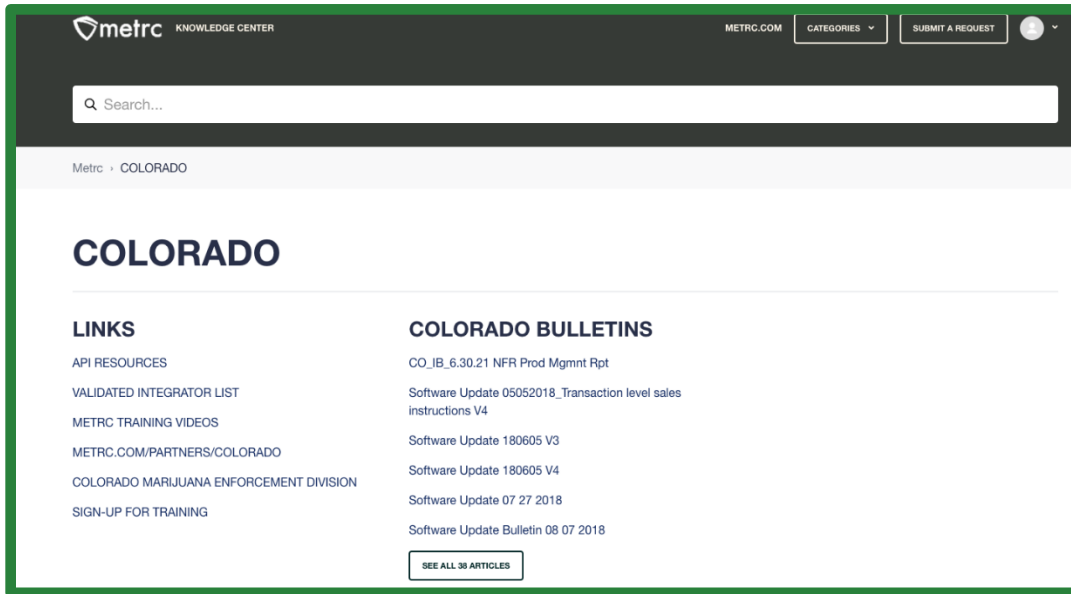 metrc KNOWLEDGE CENTER
METRC.COM
CATEGORIES
SUBMIT A REQUEST
Search...
Metrc › COLORADO
COLORADO
LINKS
API RESOURCES
VALIDATED INTEGRATOR LIST
METRC TRAINING VIDEOS
METRC.COM/PARTNERS/COLORADO
COLORADO MARIJUANA ENFORCEMENT DIVISION
SIGN-UP FOR TRAINING
COLORADO BULLETINS
CO_IB_6.30.21 NFR Prod Mgmnt Rpt
Software Update 05052018_Transaction level sales
instructions V4
Software Update 180605 V3
Software Update 180605 V4
Software Update 07 27 2018
Software Update Bulletin 08 07 2018
SEE ALL 38 ARTICLES